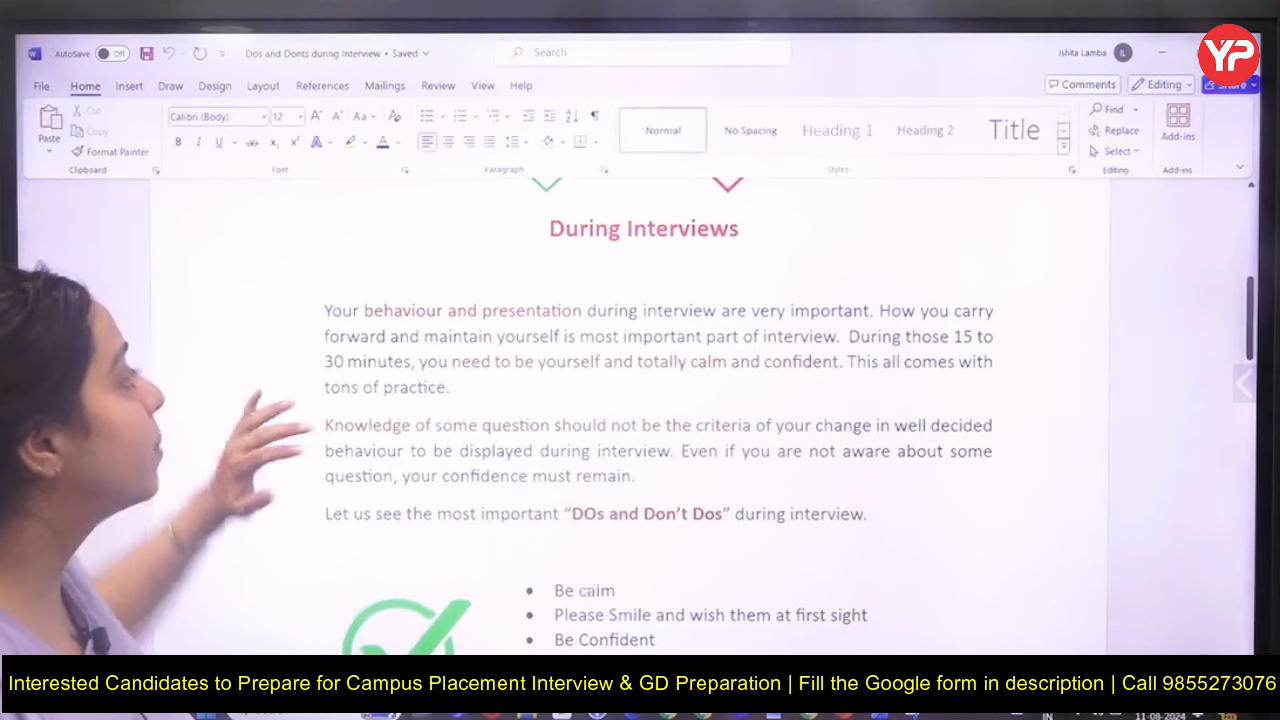 AutoSave Off Dos and Donts during Interview • Saved Search Ishita Lamba IL
YP
File Home Insert Draw Design Layout References Mailings Review View Help Comments Editing Share
Paste Cut Copy Format Painter
Calibri (Body) 12
Normal No Spacing Heading 1 Heading 2 Title
Find Replace Select Add-ins
Clipboard Font Paragraph Styles Editing Add-ins
During Interviews
Your behaviour and presentation during interview are very important. How you carry
forward and maintain yourself is most important part of interview. During those 15 to
30 minutes, you need to be yourself and totally calm and confident. This all comes with
tons of practice.
Knowledge of some question should not be the criteria of your change in well decided
behaviour to be displayed during interview. Even if you are not aware about some
question, your confidence must remain.
Let us see the most important “DOs and Don’t Dos” during interview.
• Be calm
• Please Smile and wish them at first sight
• Be Confident
Interested Candidates to Prepare for Campus Placement Interview & GD Preparation | Fill the Google form in description | Call 9855273076
IN 11-08-2024